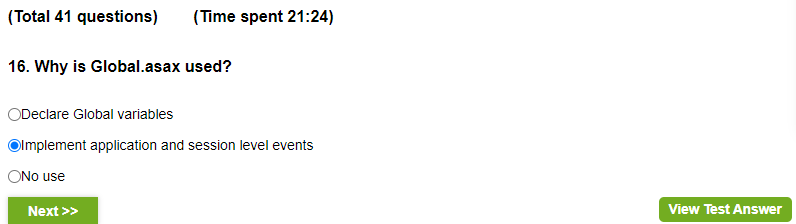 (Total 41 questions) (Time spent 21:24)
16. Why is Global.asax used?
Declare Global variables
Implement application and session level events
No use
Next >> View Test Answer